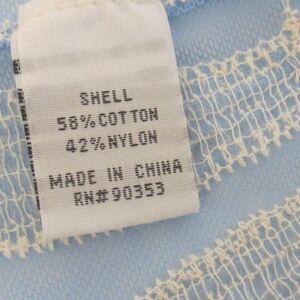 SHELL
58%COTTON
42%NYLON
MADE IN CHINA
RN#90353